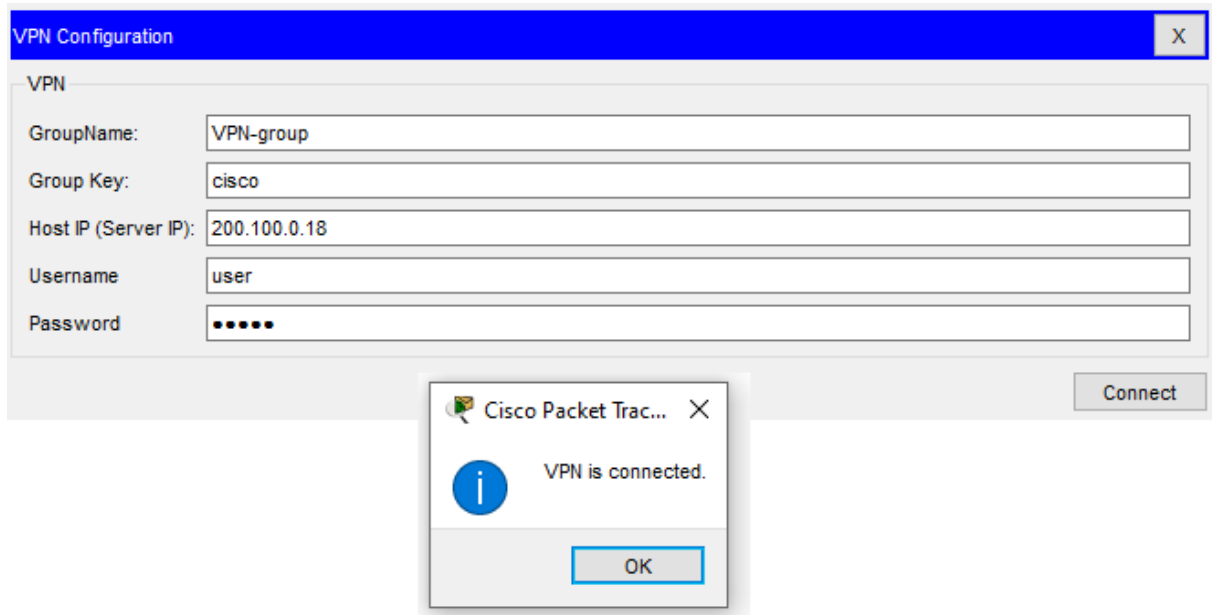 VPN Configuration X
VPN
GroupName: VPN-group
Group Key: cisco
Host IP (Server IP): 200.100.0.18
Username user
Password •••••
Connect
Cisco Packet Trac... X
VPN is connected.
OK